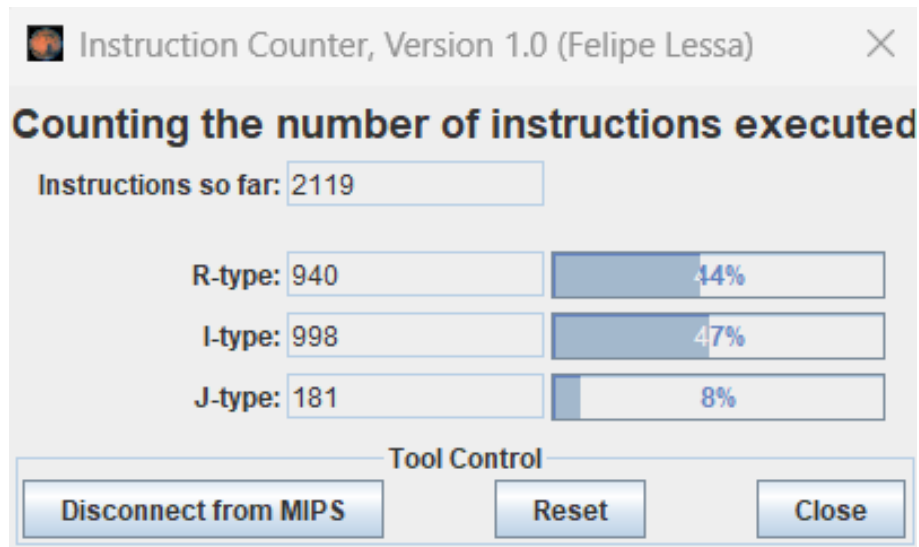 Instruction Counter, Version 1.0 (Felipe Lessa)
Counting the number of instructions executed
Instructions so far: 2119
R-type: 940 44%
I-type: 998 47%
J-type: 181 8%
Tool Control
Disconnect from MIPS Reset Close